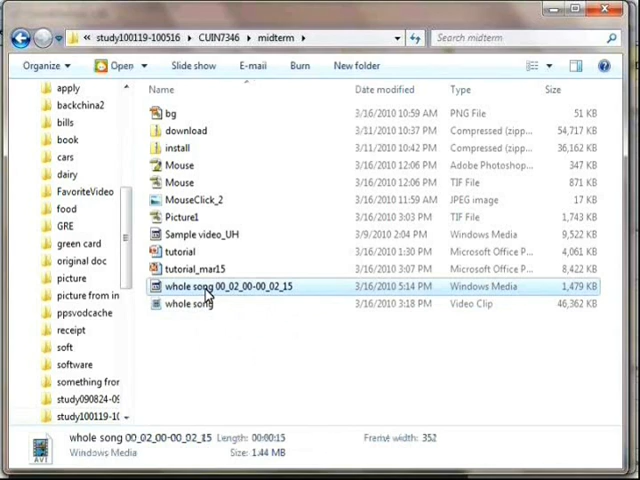 « study100119-100516 ▸ CUIN7346 ▸ midterm ▸ Search midterm
Organize Open Slide show E-mail Burn New folder
Name Date modified Type Size
apply
backchina2
bills
book
cars
dairy
FavoriteVideo
food
GRE
green card
original doc
picture
picture from in
ppsvodcache
receipt
soft
software
something from
study090824-09
study100119-10
bg 3/16/2010 10:59 AM PNG File 51 KB
download 3/11/2010 10:37 PM Compressed (zipp... 54,717 KB
install 3/11/2010 10:42 PM Compressed (zipp... 36,162 KB
Mouse 3/16/2010 12:06 PM Adobe Photoshop... 347 KB
Mouse 3/16/2010 12:06 PM TIF File 871 KB
MouseClick_2 3/16/2010 11:59 AM JPEG image 17 KB
Picture1 3/16/2010 3:03 PM TIF File 1,743 KB
Sample video_UH 3/9/2010 2:04 PM Windows Media 9,522 KB
tutorial 3/16/2010 1:30 PM Microsoft Office P... 4,061 KB
tutorial_mar15 3/16/2010 3:07 PM Microsoft Office P... 8,422 KB
whole song 00_02_00-00_02_15 3/16/2010 5:14 PM Windows Media 1,479 KB
whole song 3/16/2010 3:18 PM Video Clip 46,362 KB
whole song 00_02_00-00_02_15 Length: 00:00:15 Frame width: 352
Windows Media Size: 1.44 MB
AVI